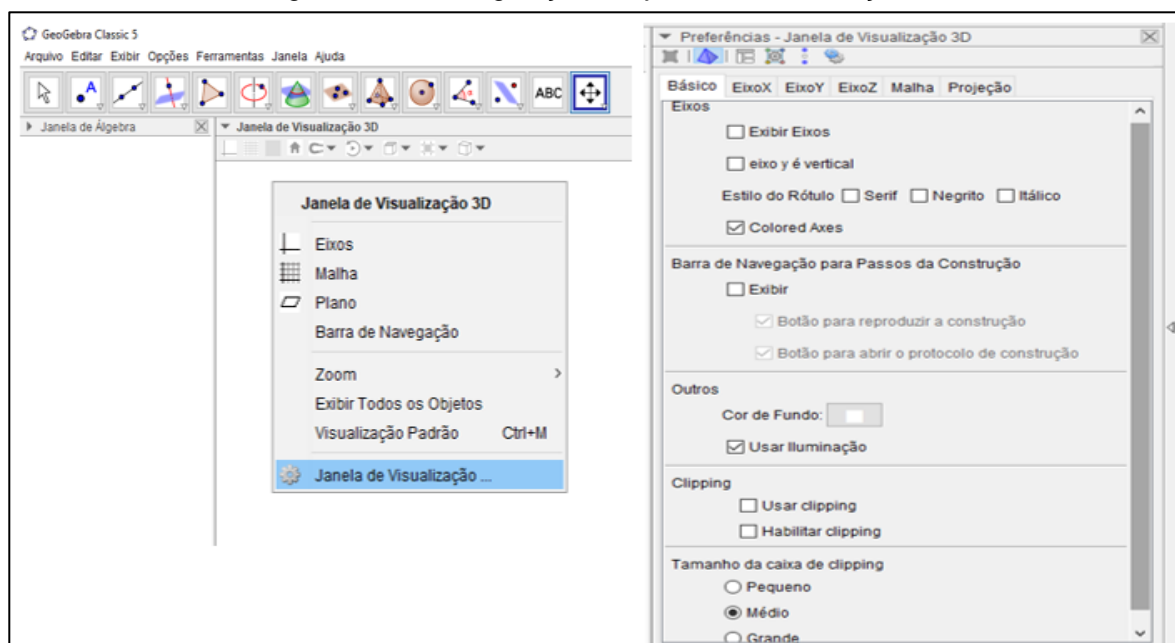 GeoGebra Classic 5
Arquivo Editar Exibir Opções Ferramentas Janela Ajuda
A
ABC
Janela de Álgebra
Janela de Visualização 3D
Janela de Visualização 3D
Eixos
Malha
Plano
Barra de Navegação
Zoom
Exibir Todos os Objetos
Visualização Padrão Ctrl+M
Janela de Visualização ...
Preferências - Janela de Visualização 3D
Básico EixoX EixoY EixoZ Malha Projeção
Eixos
Exibir Eixos
eixo y é vertical
Estilo do Rótulo Serif Negrito Itálico
Colored Axes
Barra de Navegação para Passos da Construção
Exibir
Botão para reproduzir a construção
Botão para abrir o protocolo de construção
Outros
Cor de Fundo:
Usar Iluminação
Clipping
Usar clipping
Habilitar clipping
Tamanho da caixa de clipping
Pequeno
Médio
Grande